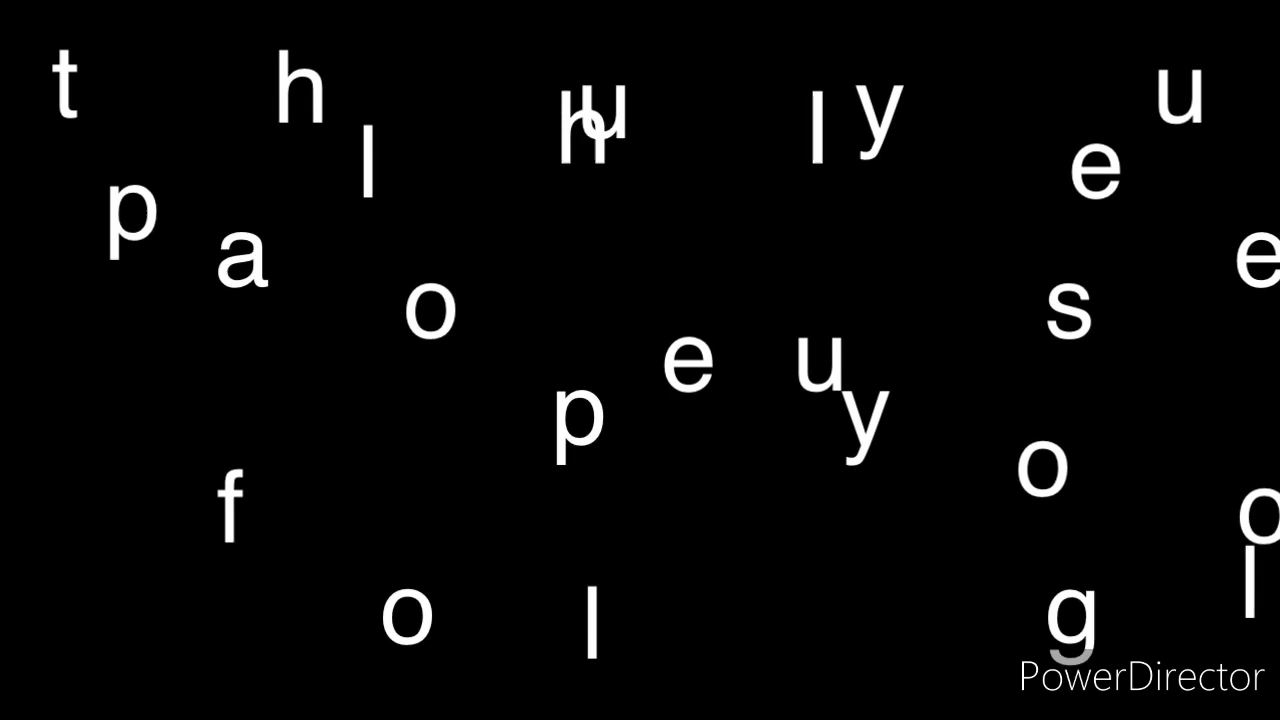 t h h u l y u
l e
p a e
o s
e u
p y
o
f o
l
o l g
PowerDirector